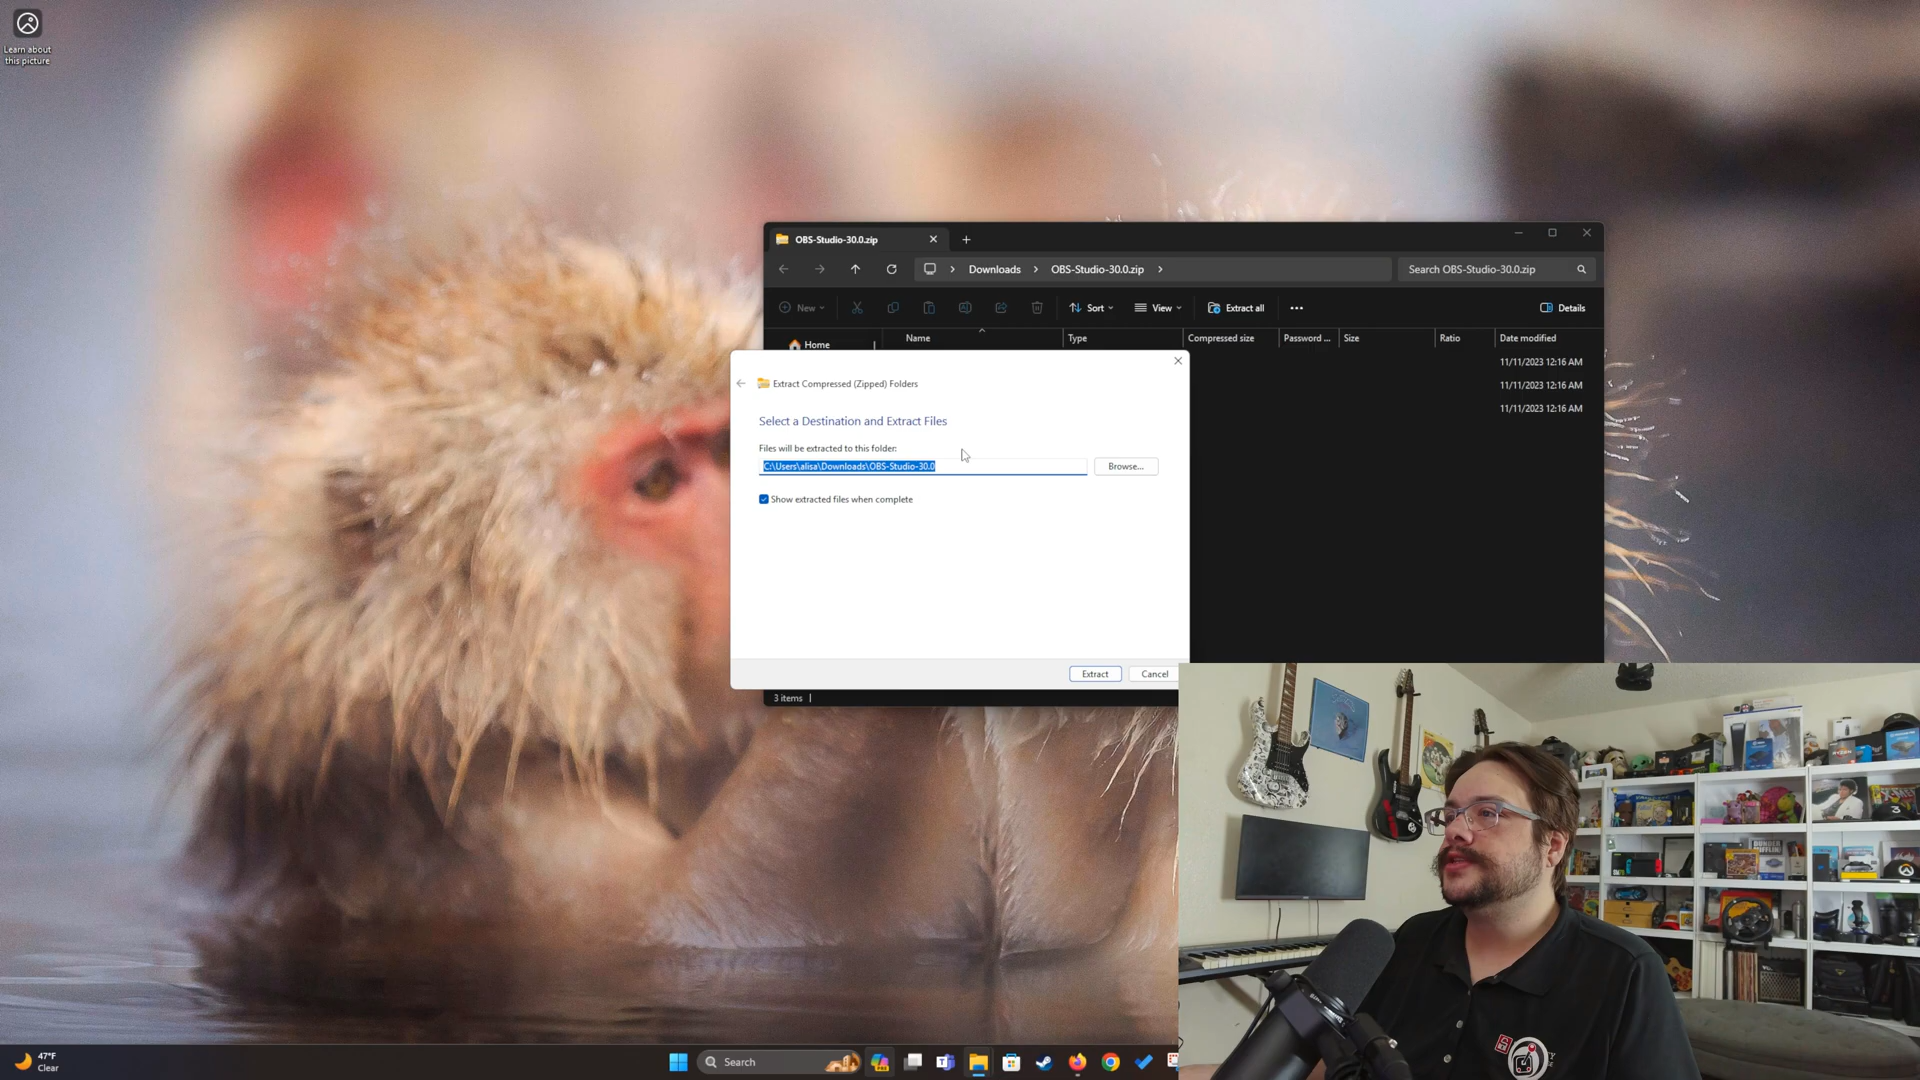 Learn about
this picture
OBS-Studio-30.0.zip
Downloads
OBS-Studio-30.0.zip
Search OBS-Studio-30.0.zip
New
Sort
View
Extract all
Details
Home
Name
Type
Compressed size
Password ...
Size
Ratio
Date modified
11/11/2023 12:16 AM
11/11/2023 12:16 AM
11/11/2023 12:16 AM
Extract Compressed (Zipped) Folders
Select a Destination and Extract Files
Files will be extracted to this folder:
C:\Users\alisa\Downloads\OBS-Studio-30.0
Browse...
Show extracted files when complete
Extract
Cancel
3 items
47°F
Clear
Search
RYZEN
DUNDER
MIFFLIN